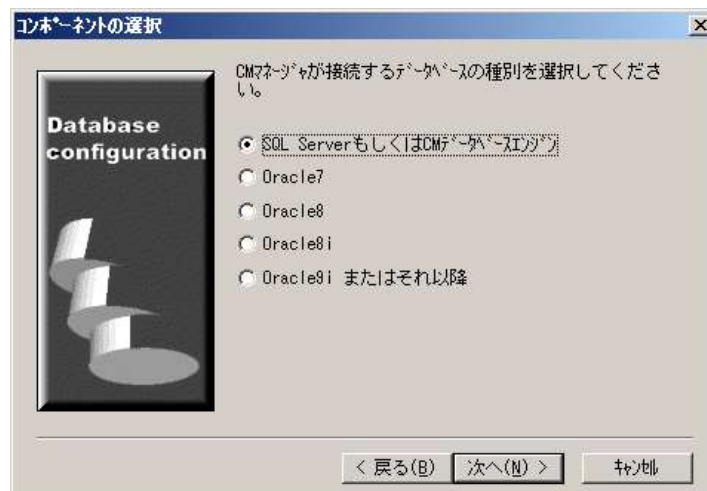 コンポーネントの選択
CMﾏﾈｰｼﾞｬが接続するﾃﾞｰﾀﾍﾞｰｽの種別を選択してくださ
い。
Database
configuration
SQL ServerもしくはCMﾃﾞｰﾀﾍﾞｰｽｴﾝｼﾞﾝ
Oracle7
Oracle8
Oracle8i
Oracle9i またはそれ以降
< 戻る(B)
次へ(N) >
ｷｬﾝｾﾙ